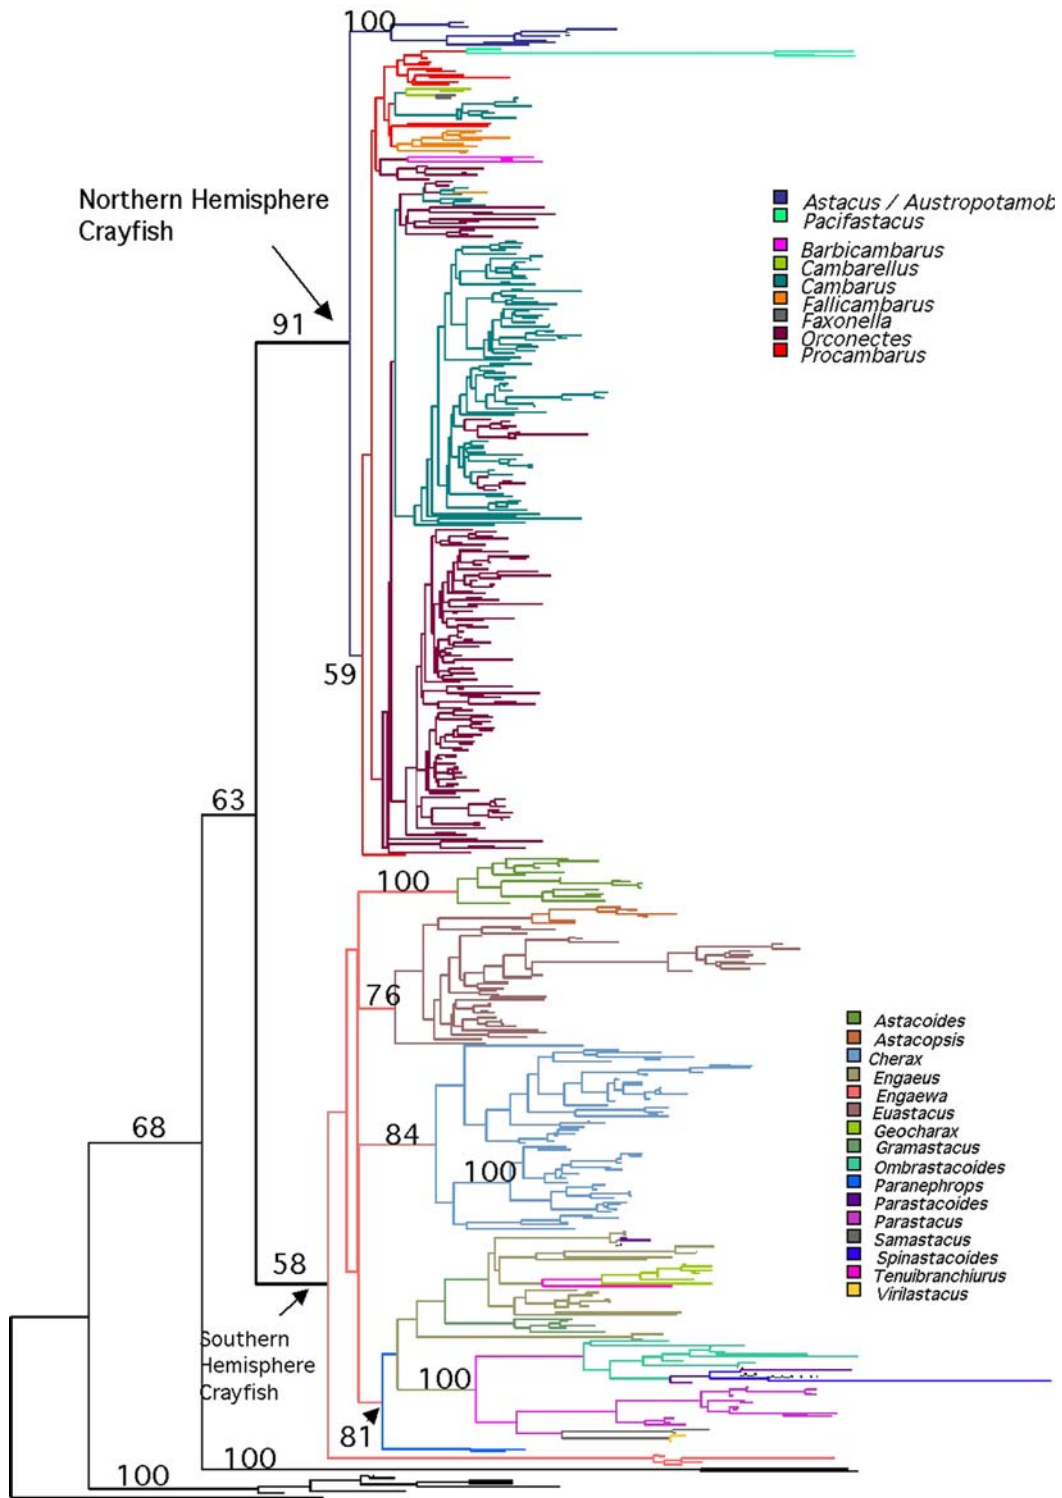 100
Northern Hemisphere
Crayfish
91
59
63
Astacus / Austropotamob
Pacifastacus
Barbicambarus
Cambarellus
Cambarus
Fallicambarus
Faxonella
Orconectes
Procambarus
100
76
84
100
68
58
Southern
Hemisphere
Crayfish
100
81
100
100
Astacoides
Astacopsis
Cherax
Engaeus
Engaewa
Euastacus
Geocharax
Gramastacus
Ombrastacoides
Paranephrops
Parastacoides
Parastacus
Samastacus
Spinastacoides
Tenuibranchiurus
Virilastacus